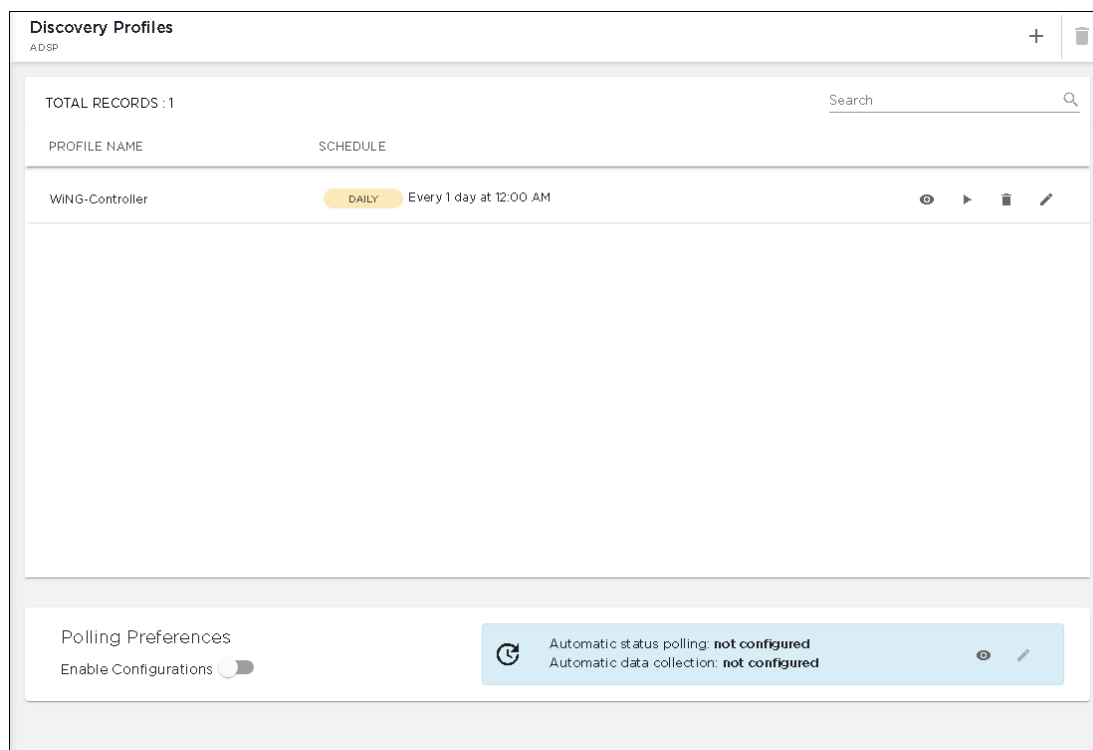 Discovery Profiles
ADSP
TOTAL RECORDS : 1
Search
PROFILE NAME SCHEDULE
WiNG-Controller DAILY Every 1 day at 12:00 AM
Polling Preferences
Enable Configurations
Automatic status polling: not configured
Automatic data collection: not configured